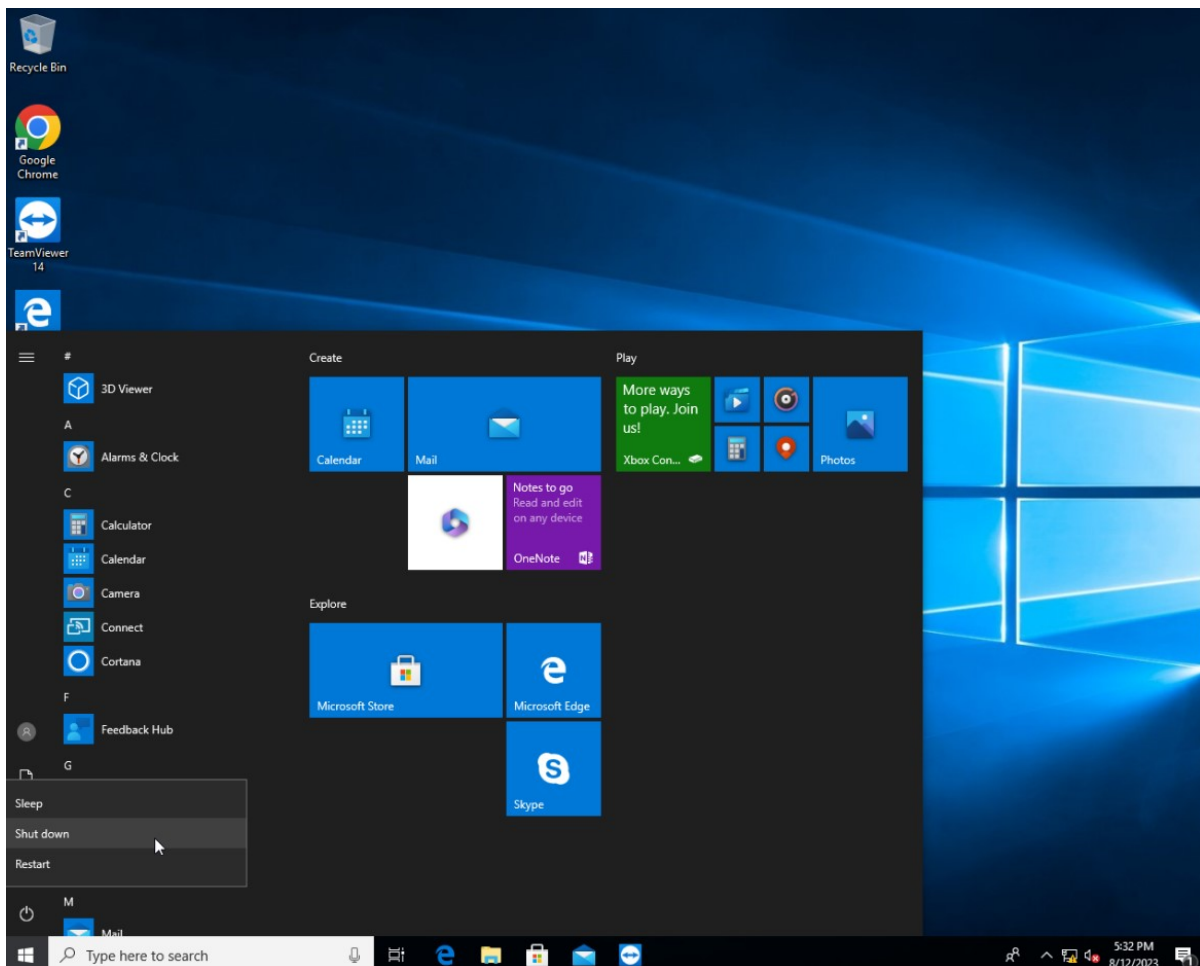 Recycle Bin
Google
Chrome
TeamViewer
14
#
3D Viewer
A
Alarms & Clock
C
Calculator
Calendar
Camera
Connect
Cortana
F
Feedback Hub
G
Sleep
Shut down
Restart
M
Mail
Create
Calendar
Mail
Notes to go
Read and edit
on any device
OneNote
Explore
Microsoft Store
Microsoft Edge
Skype
Play
More ways
to play. Join
us!
Xbox Con...
Photos
Type here to search
5:32 PM
8/12/2023